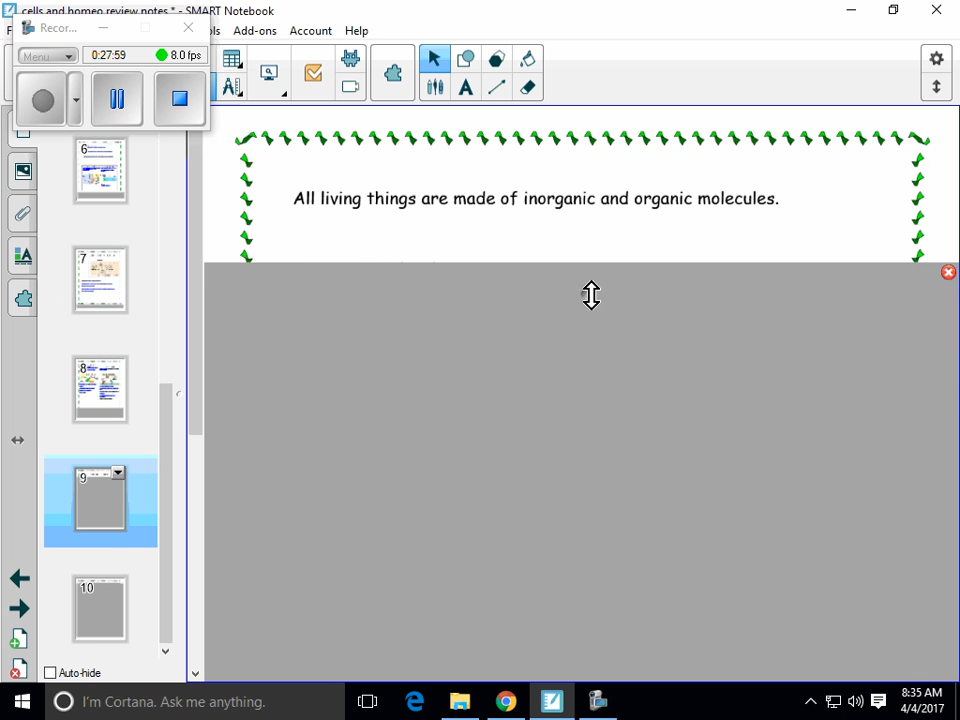 cells and homeo review notes * - SMART Notebook
Recor...
Add-ons Account Help
Menu... 0:27:59 8.0 fps
6
7
8
9
10
All living things are made of inorganic and organic molecules.
Auto-hide
I'm Cortana. Ask me anything.
8:35 AM
4/4/2017